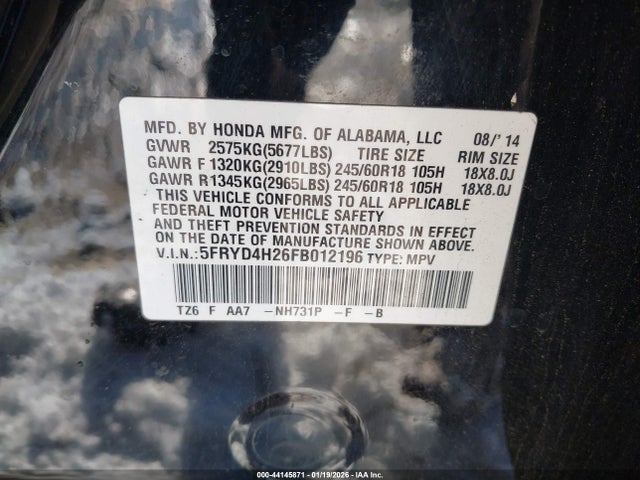 MFD. BY HONDA MFG. OF ALABAMA, LLC 08/'14
GVWR 2575KG(5677LBS) TIRE SIZE RIM SIZE
GAWR F 1320KG(2910LBS) 245/60R18 105H 18X8.0J
GAWR R1345KG(2965LBS) 245/60R18 105H 18X8.0J
THIS VEHICLE CONFORMS TO ALL APPLICABLE
FEDERAL MOTOR VEHICLE SAFETY
AND THEFT PREVENTION STANDARDS IN EFFECT
ON THE DATE OF MANUFACTURE SHOWN ABOVE.
V.I.N.:5FRYD4H26FB012196 TYPE: MPV
TZ6 F AA7 -NH731P -F -B
000-44145871 - 01/19/2026 - IAA Inc.